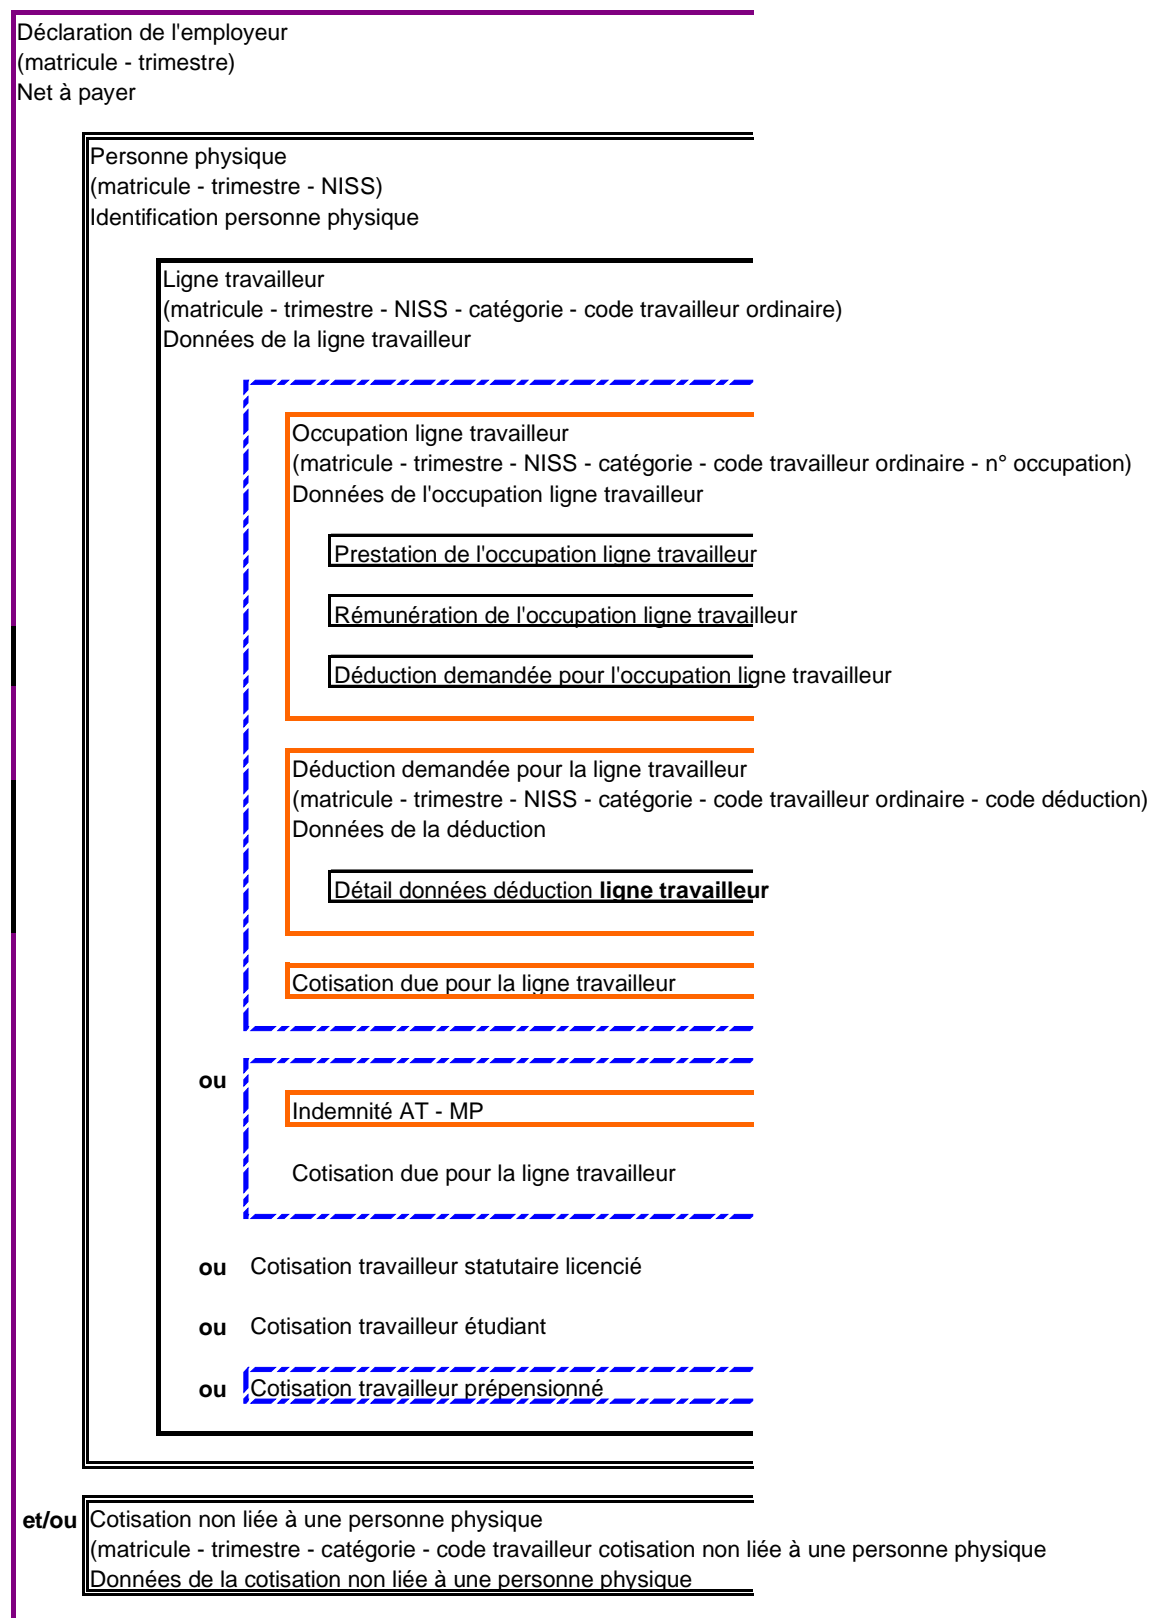 Déclaration de l'employeur
(matricule - trimestre)
Net à payer
Personne physique
(matricule - trimestre - NISS)
Identification personne physique
Ligne travailleur
(matricule - trimestre - NISS - catégorie - code travailleur ordinaire)
Données de la ligne travailleur
Occupation ligne travailleur
(matricule - trimestre - NISS - catégorie - code travailleur ordinaire - n° occupation)
Données de l'occupation ligne travailleur
Prestation de l'occupation ligne travailleur
Rémunération de l'occupation ligne travailleur
Déduction demandée pour l'occupation ligne travailleur
Déduction demandée pour la ligne travailleur
(matricule - trimestre - NISS - catégorie - code travailleur ordinaire - code déduction)
Données de la déduction
Détail données déduction ligne travailleur
Cotisation due pour la ligne travailleur
ou
Indemnité AT - MP
Cotisation due pour la ligne travailleur
ou Cotisation travailleur statutaire licencié
ou Cotisation travailleur étudiant
ou Cotisation travailleur prépensionné
et/ou Cotisation non liée à une personne physique
(matricule - trimestre - catégorie - code travailleur cotisation non liée à une personne physique
Données de la cotisation non liée à une personne physique